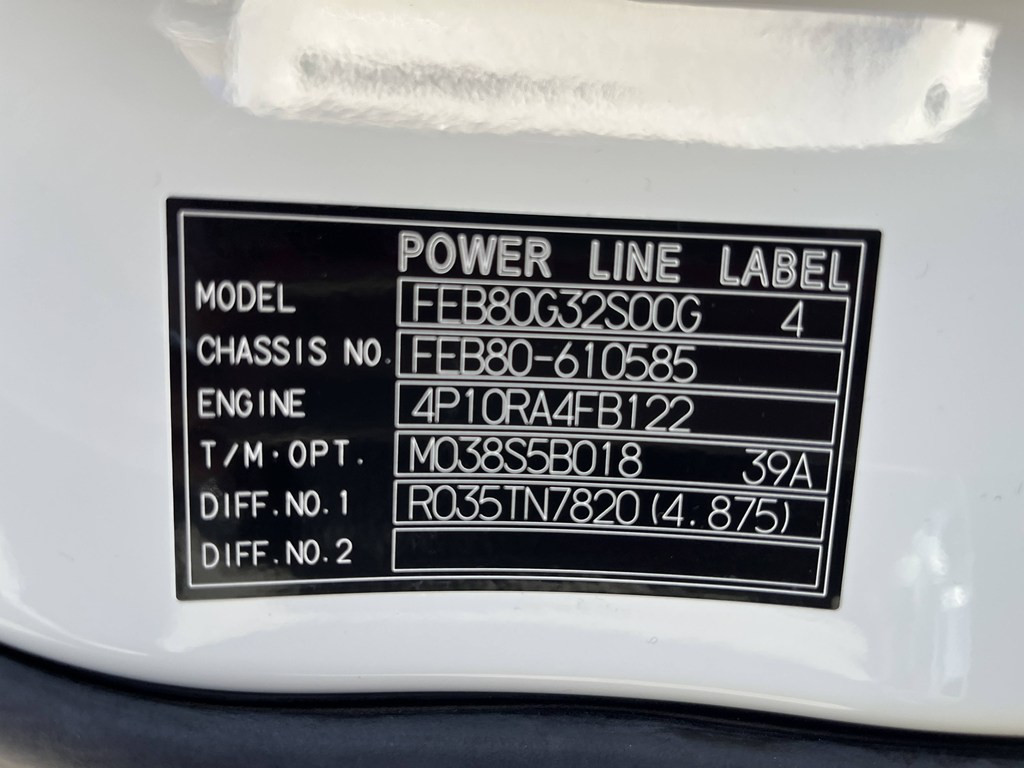 POWER LINE LABEL
MODEL FEB80G32S00G 4
CHASSIS NO. FEB80-610585
ENGINE 4P10RA4FB122
T/M·OPT. M038S5B018 39A
DIFF.NO.1 R035TN7820(4.875)
DIFF.NO.2